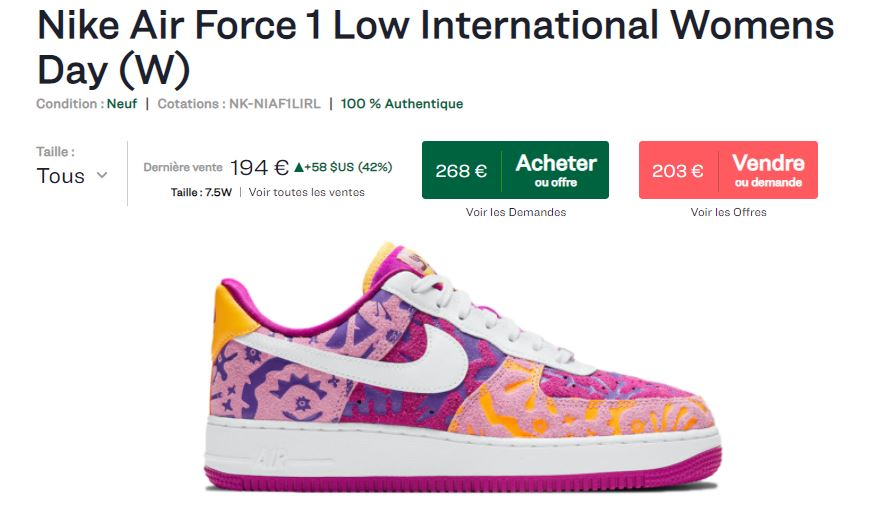 Nike Air Force 1 Low International Womens
Day (W)
Condition : Neuf | Cotations : NK-NIAF1LIRL | 100 % Authentique
Taille :
Tous
Dernière vente 194 € ▲+58 $US (42%)
Taille : 7.5W | Voir toutes les ventes
268 € Acheter
ou offre
Voir les Demandes
203 € Vendre
ou demande
Voir les Offres
AIR